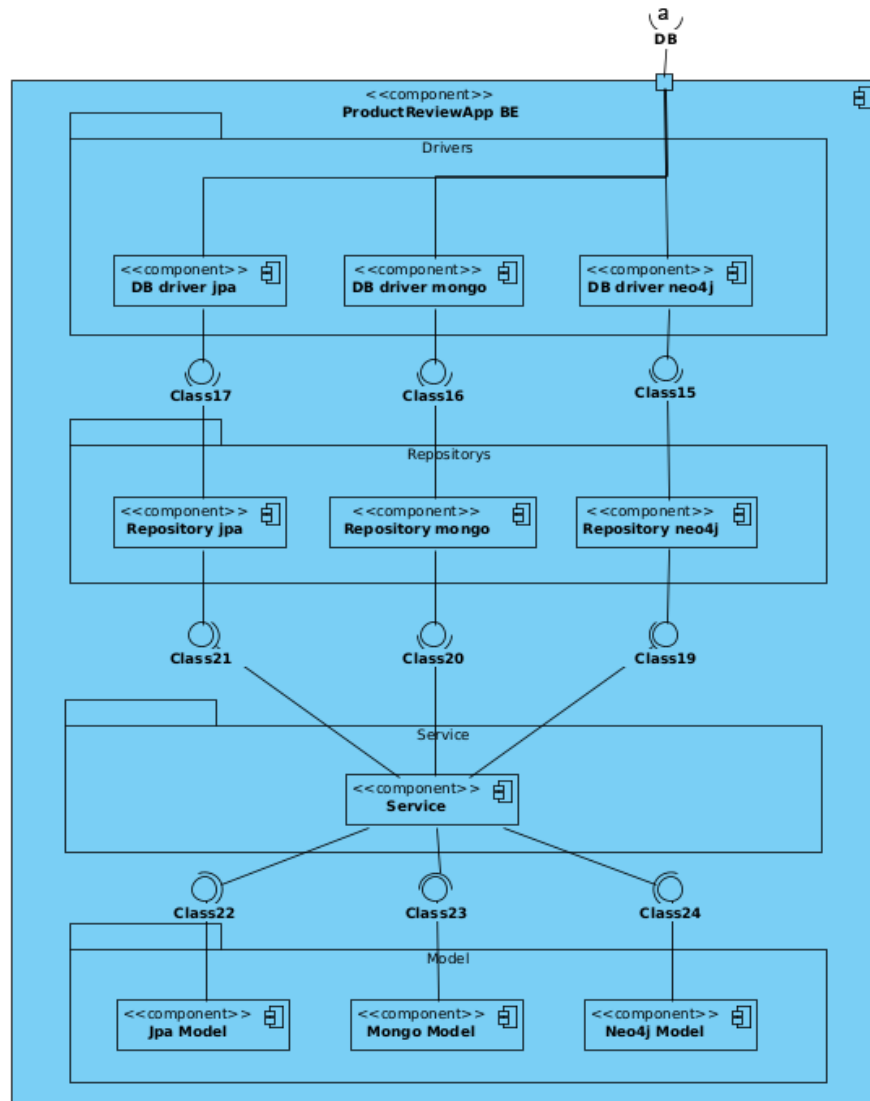 a
DB
<<component>>
ProductReviewApp BE
Drivers
<<component>>
DB driver jpa
<<component>>
DB driver mongo
<<component>>
DB driver neo4j
Class17
Class16
Class15
Repositorys
<<component>>
Repository jpa
<<component>>
Repository mongo
<<component>>
Repository neo4j
Class21
Class20
Class19
Service
<<component>>
Service
Class22
Class23
Class24
Model
<<component>>
Jpa Model
<<component>>
Mongo Model
<<component>>
Neo4j Model